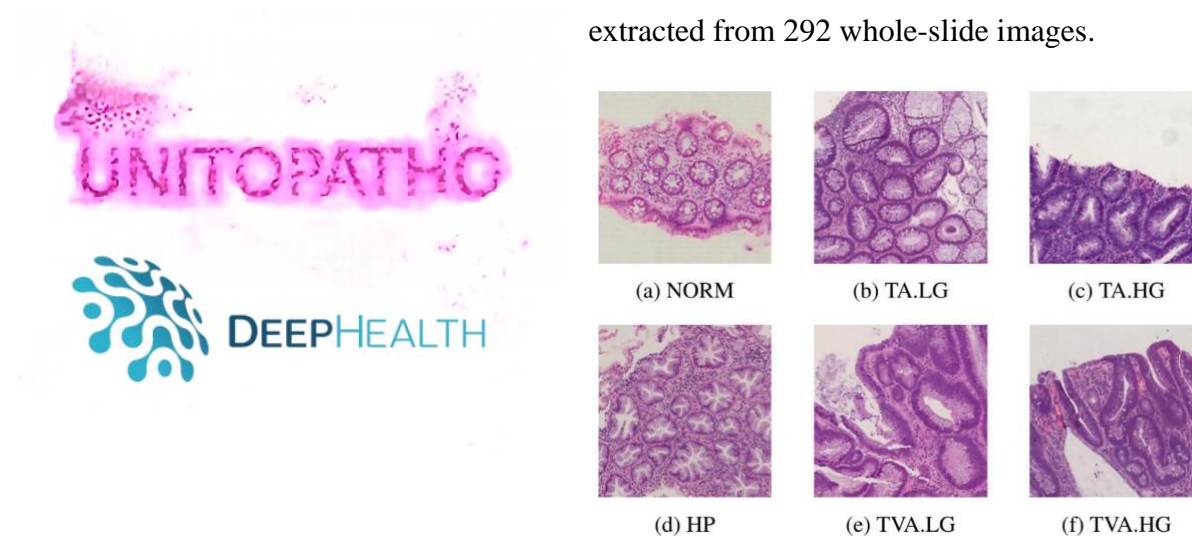 UNITOPATHO
DEEPHEALTH
extracted from 292 whole-slide images.
(a) NORM
(b) TA.LG
(c) TA.HG
(d) HP
(e) TVA.LG
(f) TVA.HG